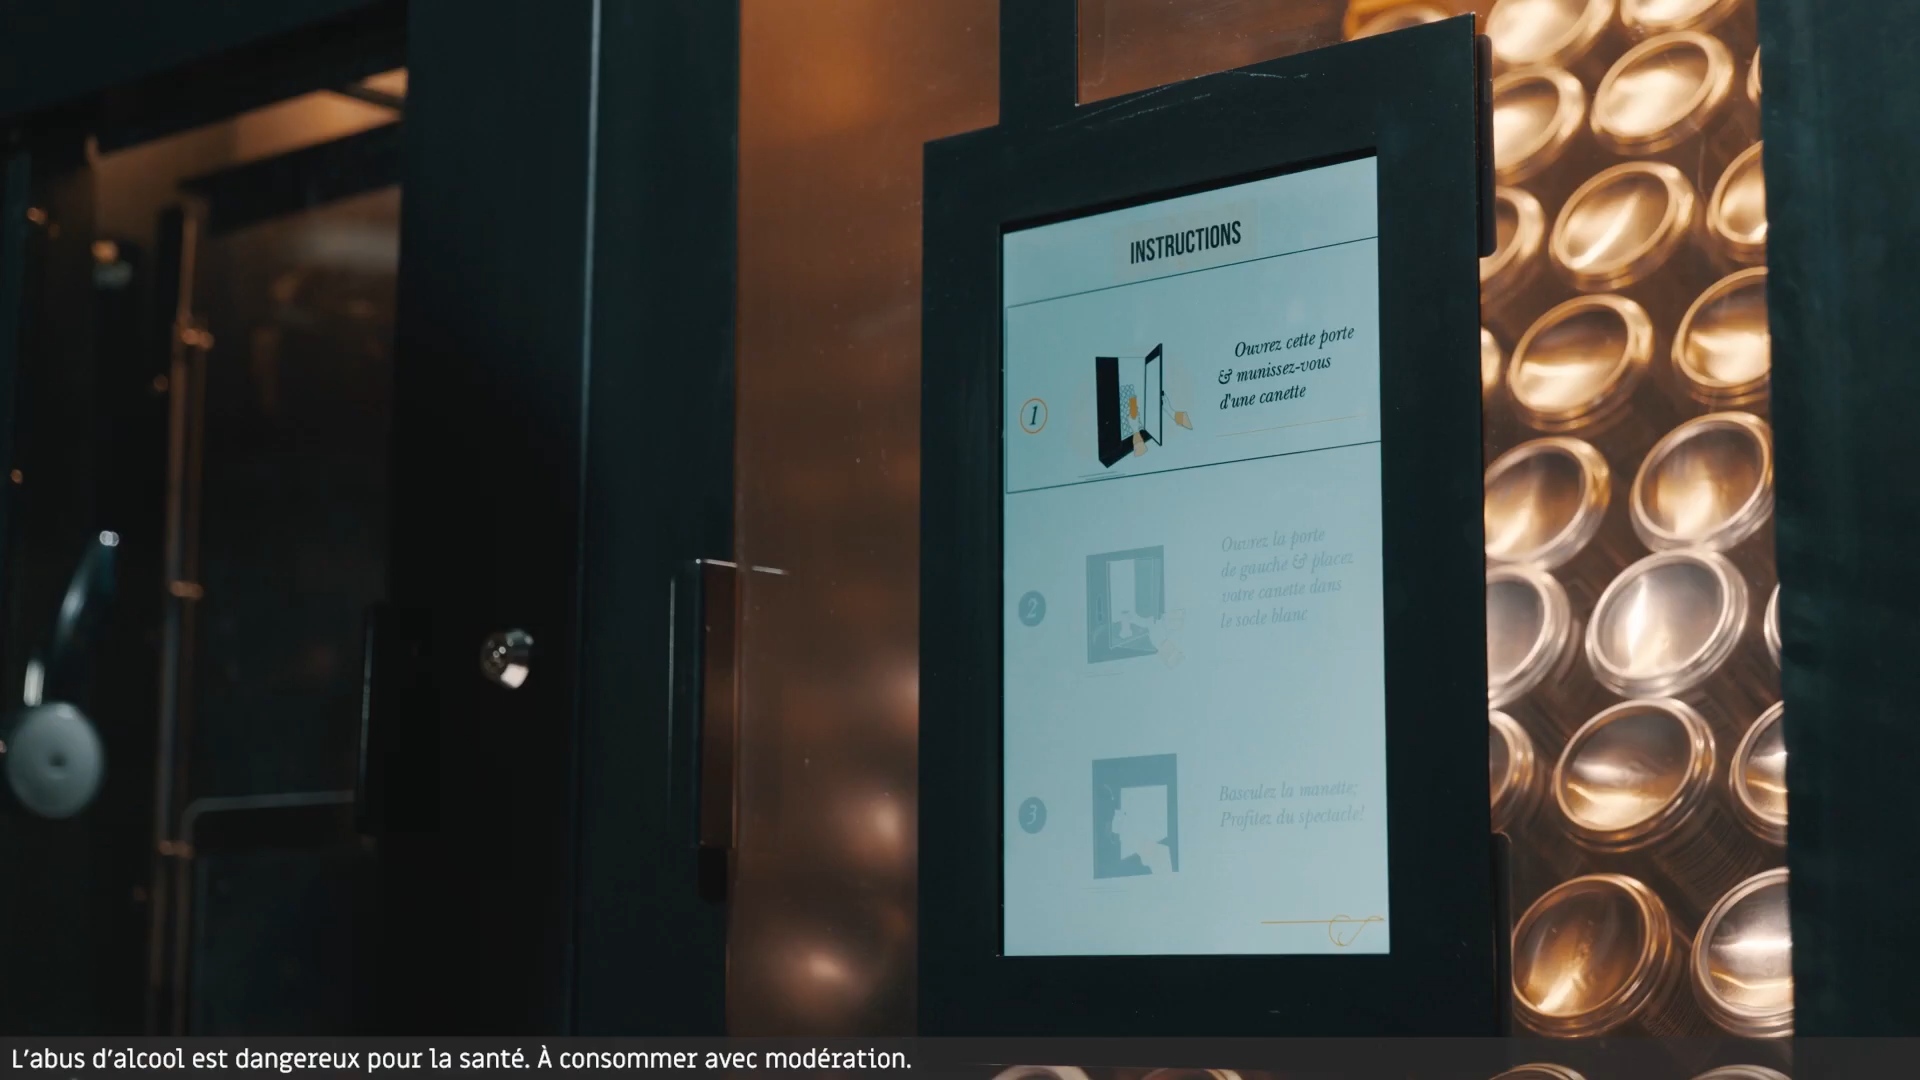 INSTRUCTIONS
1
Ouvrez cette porte
& munissez-vous
d'une canette
2
Ouvrez la porte
de gauche & placez
votre canette dans
le socle blanc
3
Basculez la manette;
Profitez du spectacle!
L'abus d'alcool est dangereux pour la santé. À consommer avec modération.